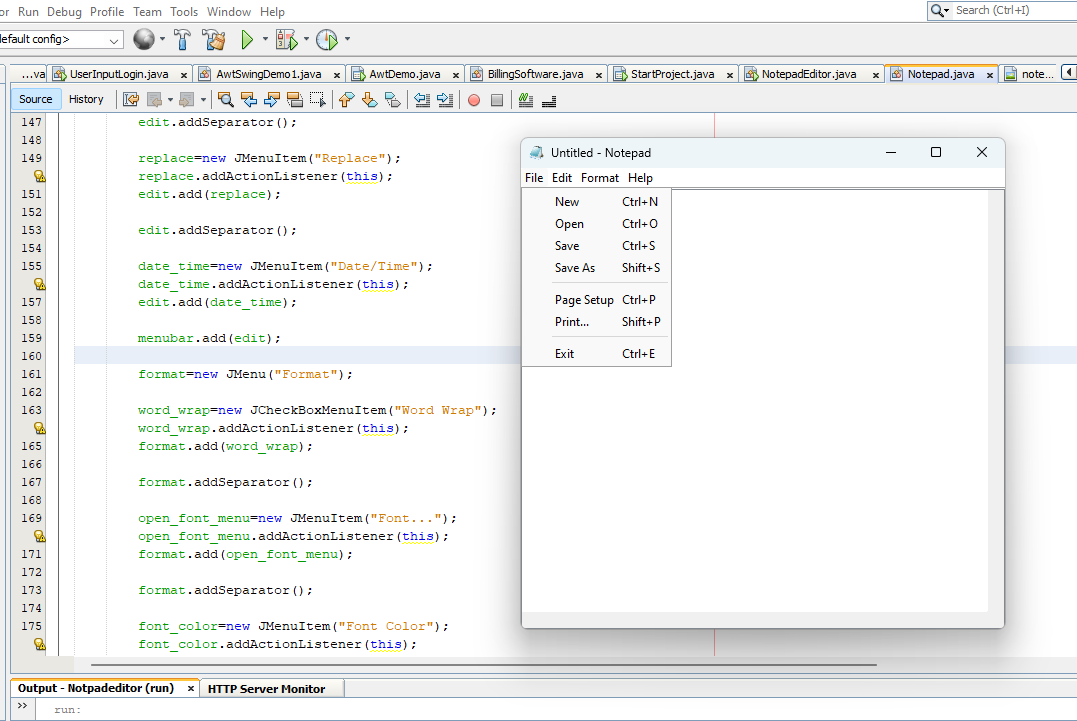 or Run Debug Profile Team Tools Window Help
Search (Ctrl+I)
default config>
...va UserInputLogin.java AwtSwingDemo1.java AwtDemo.java BillingSoftware.java StartProject.java NotepadEditor.java Notepad.java note...
Source History
147 edit.addSeparator();
148
149 replace=new JMenuItem("Replace");
replace.addActionListener(this);
151 edit.add(replace);
152
153 edit.addSeparator();
154
155 date_time=new JMenuItem("Date/Time");
date_time.addActionListener(this);
157 edit.add(date_time);
158
159 menubar.add(edit);
160
161 format=new JMenu("Format");
162
163 word_wrap=new JCheckBoxMenuItem("Word Wrap");
word_wrap.addActionListener(this);
165 format.add(word_wrap);
166
167 format.addSeparator();
168
169 open_font_menu=new JMenuItem("Font...");
open_font_menu.addActionListener(this);
171 format.add(open_font_menu);
172
173 format.addSeparator();
174
175 font_color=new JMenuItem("Font Color");
font_color.addActionListener(this);
Untitled - Notepad
File Edit Format Help
New Ctrl+N
Open Ctrl+O
Save Ctrl+S
Save As Shift+S
Page Setup Ctrl+P
Print... Shift+P
Exit Ctrl+E
Output - Notpadeditor (run) HTTP Server Monitor
run: